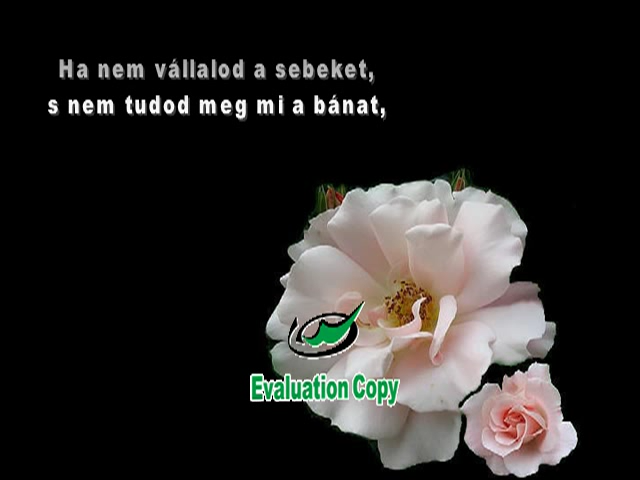 Ha nem vállalod a sebeket,
s nem tudod meg mi a bánat,
Evaluation Copy